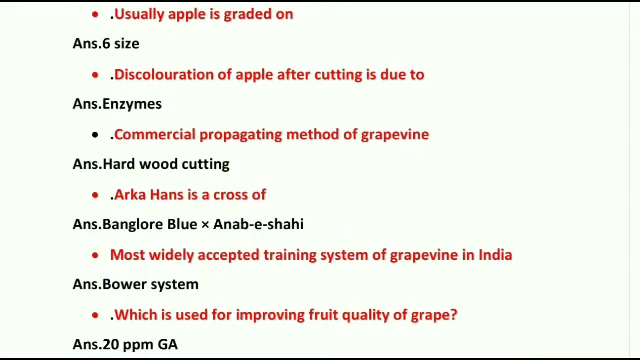 • .Usually apple is graded on
Ans.6 size
• .Discolouration of apple after cutting is due to
Ans.Enzymes
• .Commercial propagating method of grapevine
Ans.Hard wood cutting
• .Arka Hans is a cross of
Ans.Banglore Blue × Anab-e-shahi
• Most widely accepted training system of grapevine in India
Ans.Bower system
• .Which is used for improving fruit quality of grape?
Ans.20 ppm GA